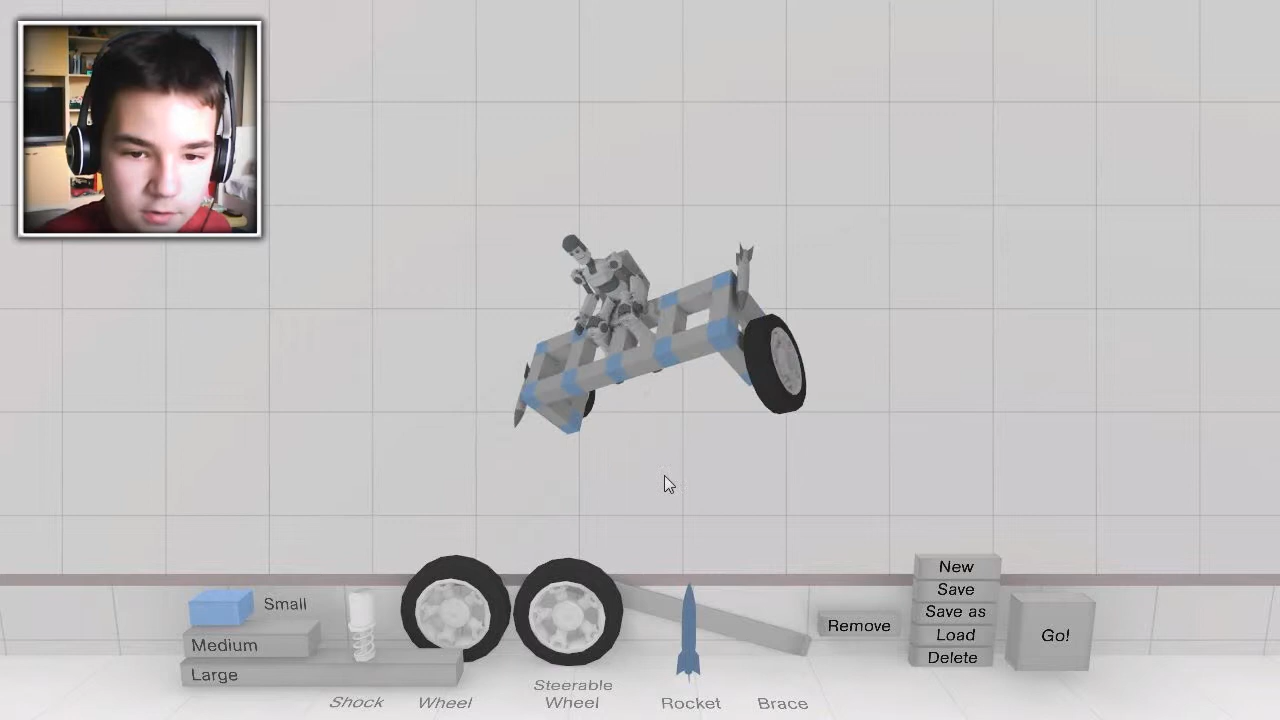 Small
Medium
Large
Shock
Wheel
Steerable
Wheel
Rocket
Brace
Remove
New
Save
Save as
Load
Delete
Go!